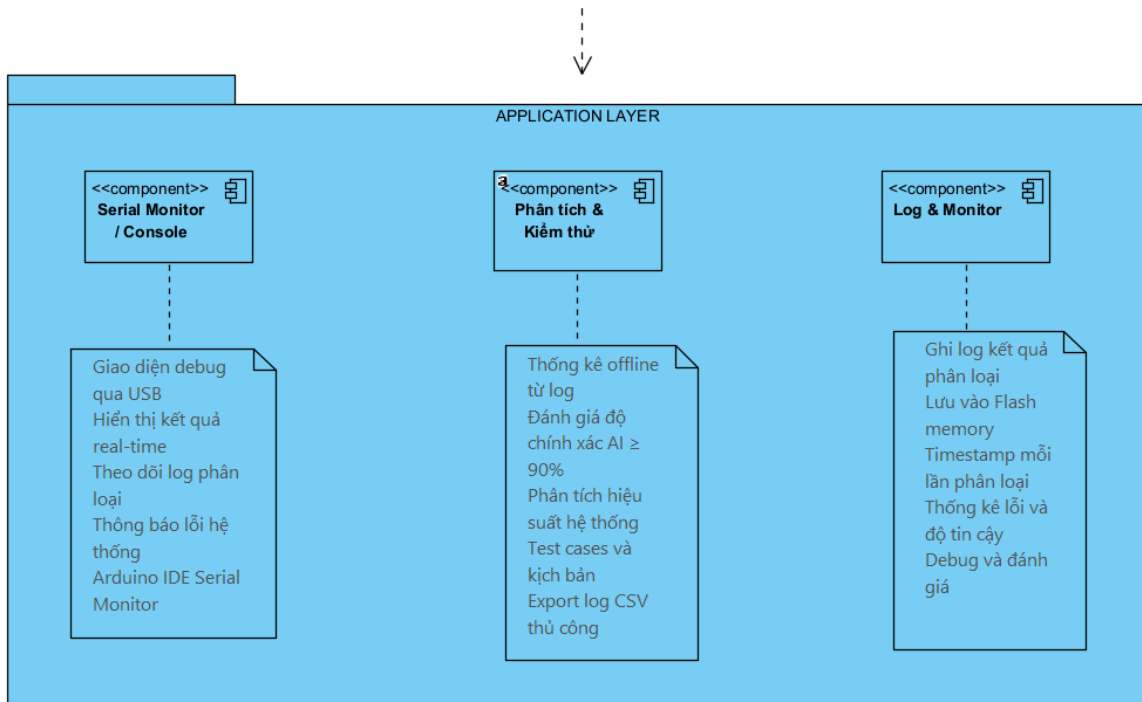 APPLICATION LAYER
<<component>>
Serial Monitor
/ Console
a
<<component>>
Phân tích &
Kiểm thử
<<component>>
Log & Monitor
Giao diện debug
qua USB
Hiển thị kết quả
real-time
Theo dõi log phân
loại
Thông báo lỗi hệ
thống
Arduino IDE Serial
Monitor
Thống kê offline
từ log
Đánh giá độ
chính xác AI ≥
90%
Phân tích hiệu
suất hệ thống
Test cases và
kịch bản
Export log CSV
thủ công
Ghi log kết quả
phân loại
Lưu vào Flash
memory
Timestamp mỗi
lần phân loại
Thống kê lỗi và
độ tin cậy
Debug và đánh
giá